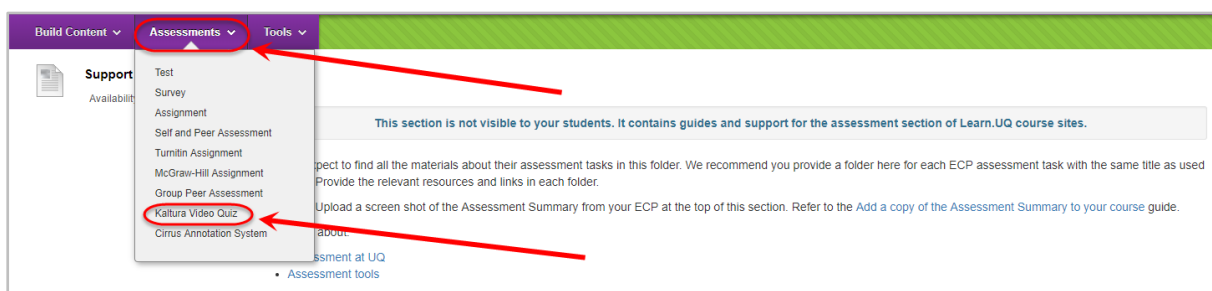 Build Content Assessments Tools
Support
Availability
Test
Survey
Assignment
Self and Peer Assessment
Turnitin Assignment
McGraw-Hill Assignment
Group Peer Assessment
Kaltura Video Quiz
Cirrus Annotation System
This section is not visible to your students. It contains guides and support for the assessment section of Learn.UQ course sites.
pect to find all the materials about their assessment tasks in this folder. We recommend you provide a folder here for each ECP assessment task with the same title as used
Provide the relevant resources and links in each folder.
Upload a screen shot of the Assessment Summary from your ECP at the top of this section. Refer to the Add a copy of the Assessment Summary to your course guide.
about:
ssment at UQ
• Assessment tools